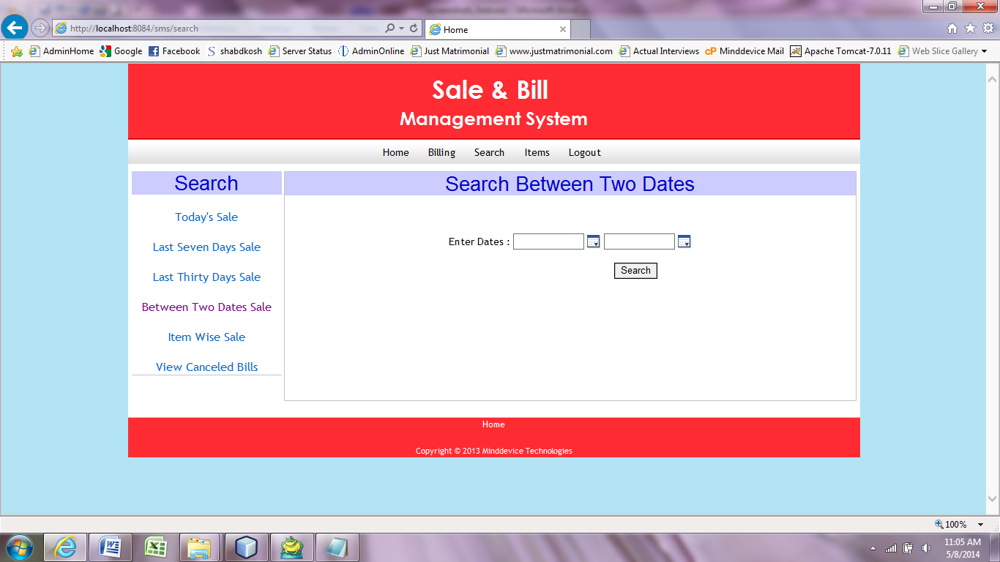 http://localhost:8084/sms/search
Home
AdminHome Google Facebook shabdkosh Server Status AdminOnline Just Matrimonial www.justmatrimonial.com Actual Interviews cP Minddevice Mail Apache Tomcat-7.0.11 Web Slice Gallery
Sale & Bill
Management System
Home Billing Search Items Logout
Search
Today's Sale
Last Seven Days Sale
Last Thirty Days Sale
Between Two Dates Sale
Item Wise Sale
View Canceled Bills
Search Between Two Dates
Enter Dates :
Search
Home
Copyright © 2013 Minddevice Technologies
100%
11:05 AM
5/8/2014